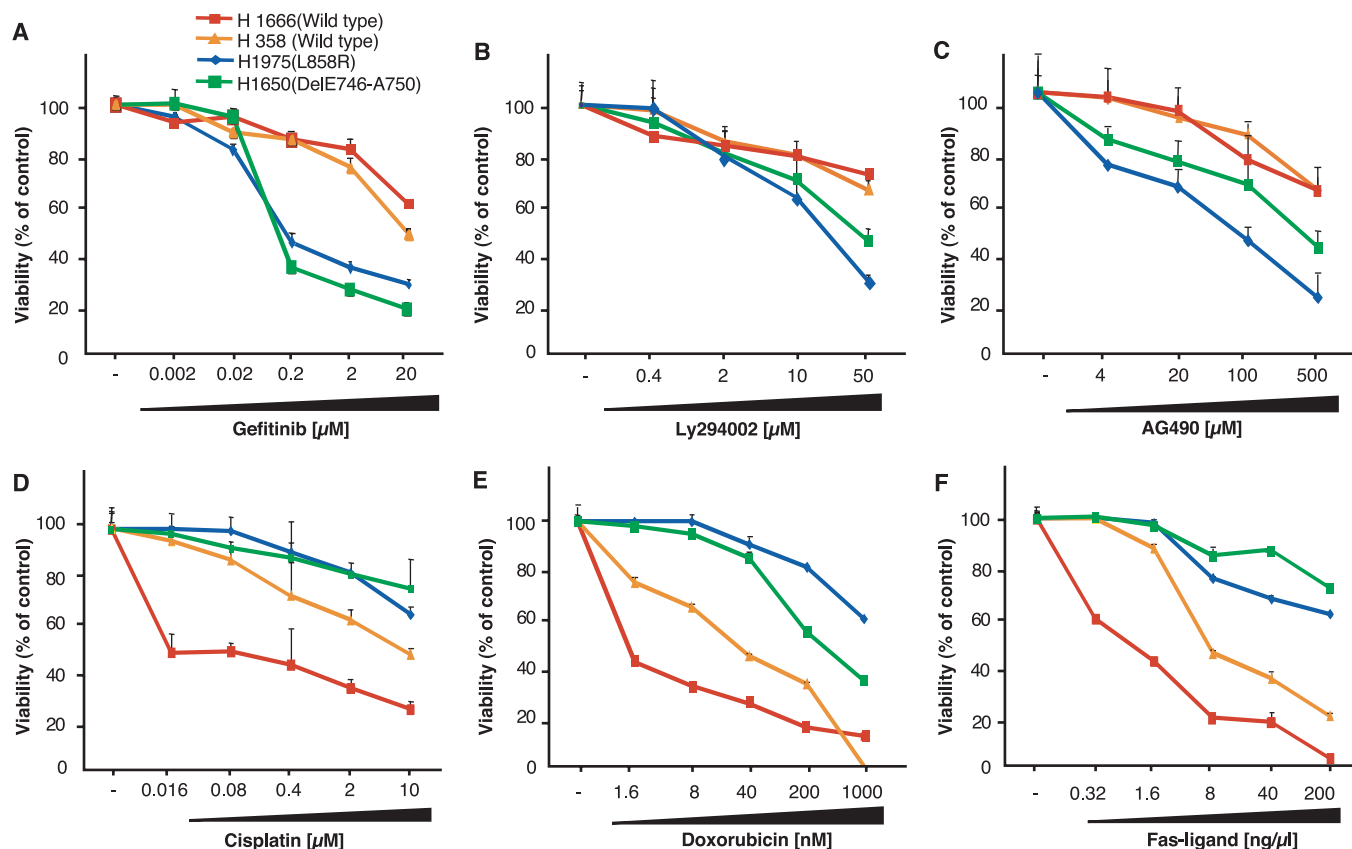 A
H 1666(Wild type)
H 358 (Wild type)
H1975(L858R)
H1650(DelE746-A750)
Viability (% of control)
100
80
60
40
20
0
- 0.002 0.02 0.2 2 20
Gefitinib [µM]
B
Viability (% of control)
100
80
60
40
20
0
- 0.4 2 10 50
Ly294002 [µM]
C
Viability (% of control)
100
80
60
40
20
0
- 4 20 100 500
AG490 [µM]
D
Viability (% of control)
100
80
60
40
20
0
- 0.016 0.08 0.4 2 10
Cisplatin [µM]
E
Viability (% of control)
100
80
60
40
20
0
- 1.6 8 40 200 1000
Doxorubicin [nM]
F
Viability (% of control)
100
80
60
40
20
0
- 0.32 1.6 8 40 200
Fas-ligand [ng/µl]